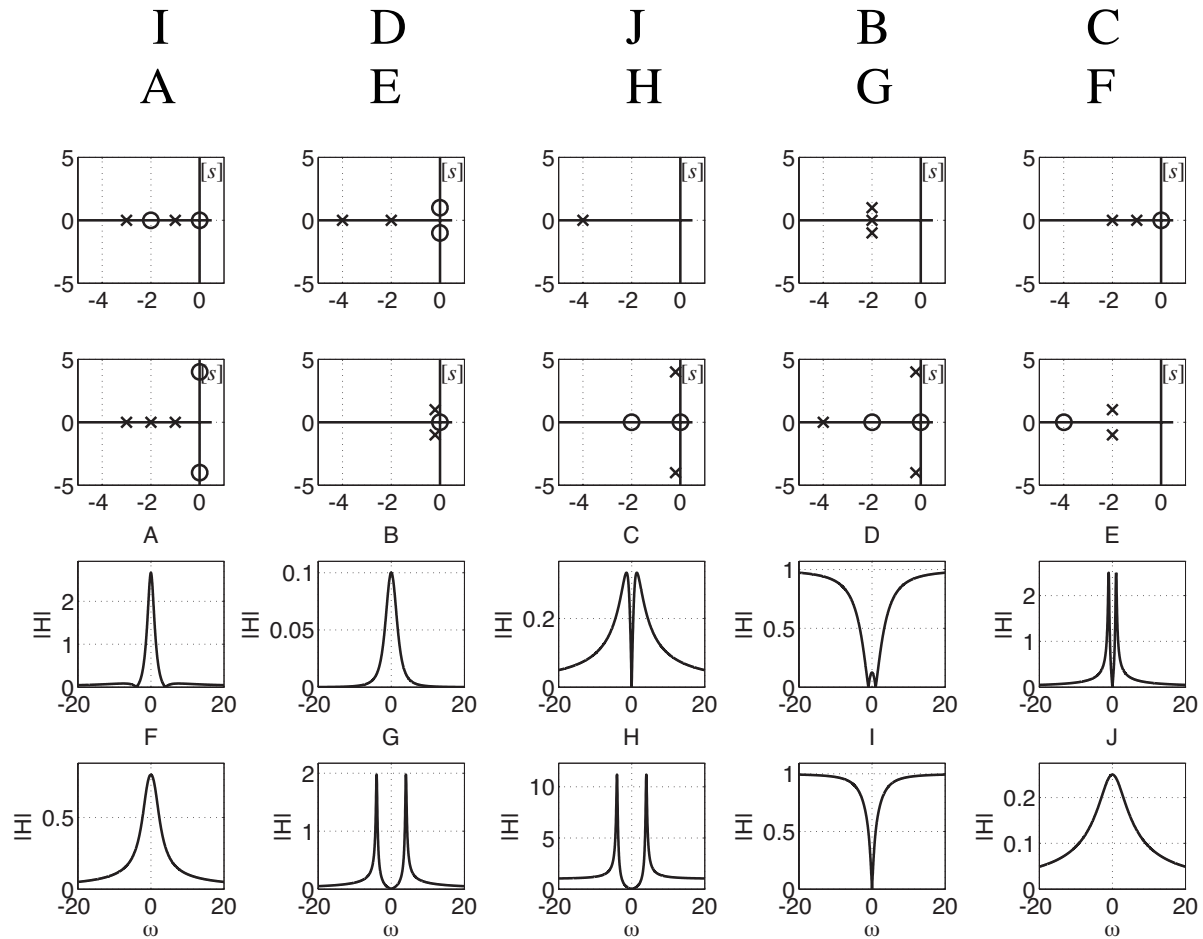 I D J B C
A E H G F
5 5 5 5 5
[s] [s] [s] [s] [s]
0 0 0 0 0
-5 -5 -5 -5 -5
-4 -2 0 -4 -2 0 -4 -2 0 -4 -2 0 -4 -2 0
5 5 5 5 5
[s] [s] [s] [s] [s]
0 0 0 0 0
-5 -5 -5 -5 -5
-4 -2 0 -4 -2 0 -4 -2 0 -4 -2 0 -4 -2 0
A B C D E
|H| 2 1 0 |H| 0.1 0.05 0 |H| 0.2 0 |H| 1 0.5 0 |H| 2 1 0
-20 0 20 -20 0 20 -20 0 20 -20 0 20 -20 0 20
F G H I J
|H| 0.5 0 |H| 2 1 0 |H| 10 5 0 |H| 1 0.5 0 |H| 0.2 0.1 0
-20 0 20 -20 0 20 -20 0 20 -20 0 20 -20 0 20
ω ω ω ω ω